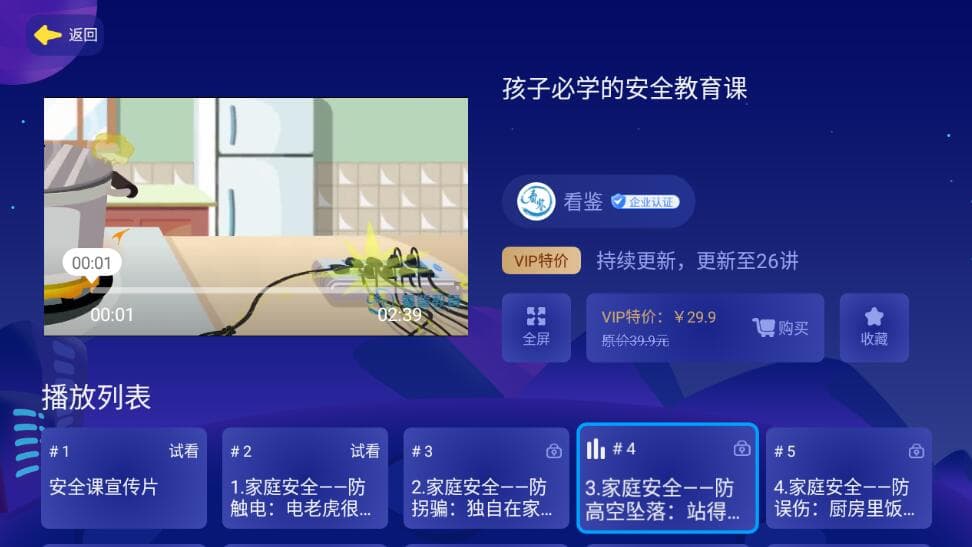 返回
孩子必学的安全教育课
看鉴
企业认证
VIP特价
持续更新，更新至26讲
00:01
00:01
02:39
全屏
VIP特价：￥29.9
原价39.9元
购买
收藏
播放列表
#1
试看
安全课宣传片
#2
试看
1.家庭安全——防
触电：电老虎很...
#3
2.家庭安全——防
拐骗：独自在家...
#4
3.家庭安全——防
高空坠落：站得...
#5
4.家庭安全——防
误伤：厨房里饭...